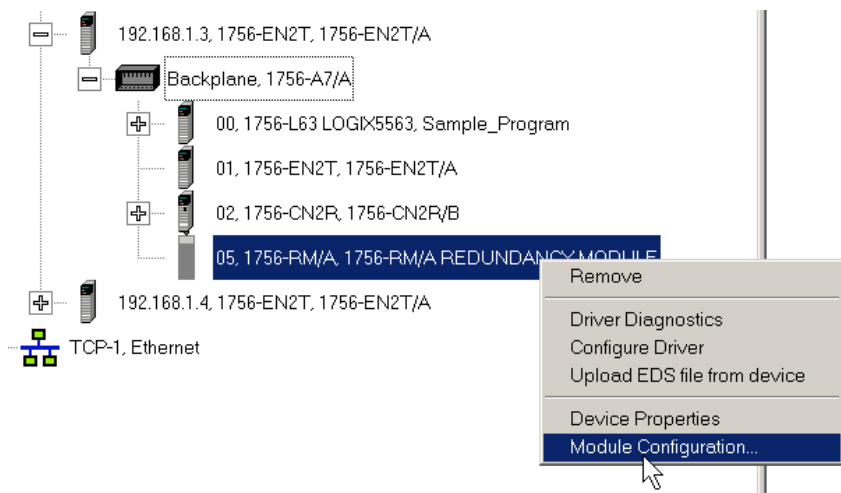 192.168.1.3, 1756-EN2T, 1756-EN2T/A
Backplane, 1756-A7/A
00, 1756-L63 LOGIX5563, Sample_Program
01, 1756-EN2T, 1756-EN2T/A
02, 1756-CN2R, 1756-CN2R/B
05, 1756-RM/A, 1756-RM/A REDUNDANCY MODULE
192.168.1.4, 1756-EN2T, 1756-EN2T/A
TCP-1, Ethernet
Remove
Driver Diagnostics
Configure Driver
Upload EDS file from device
Device Properties
Module Configuration...